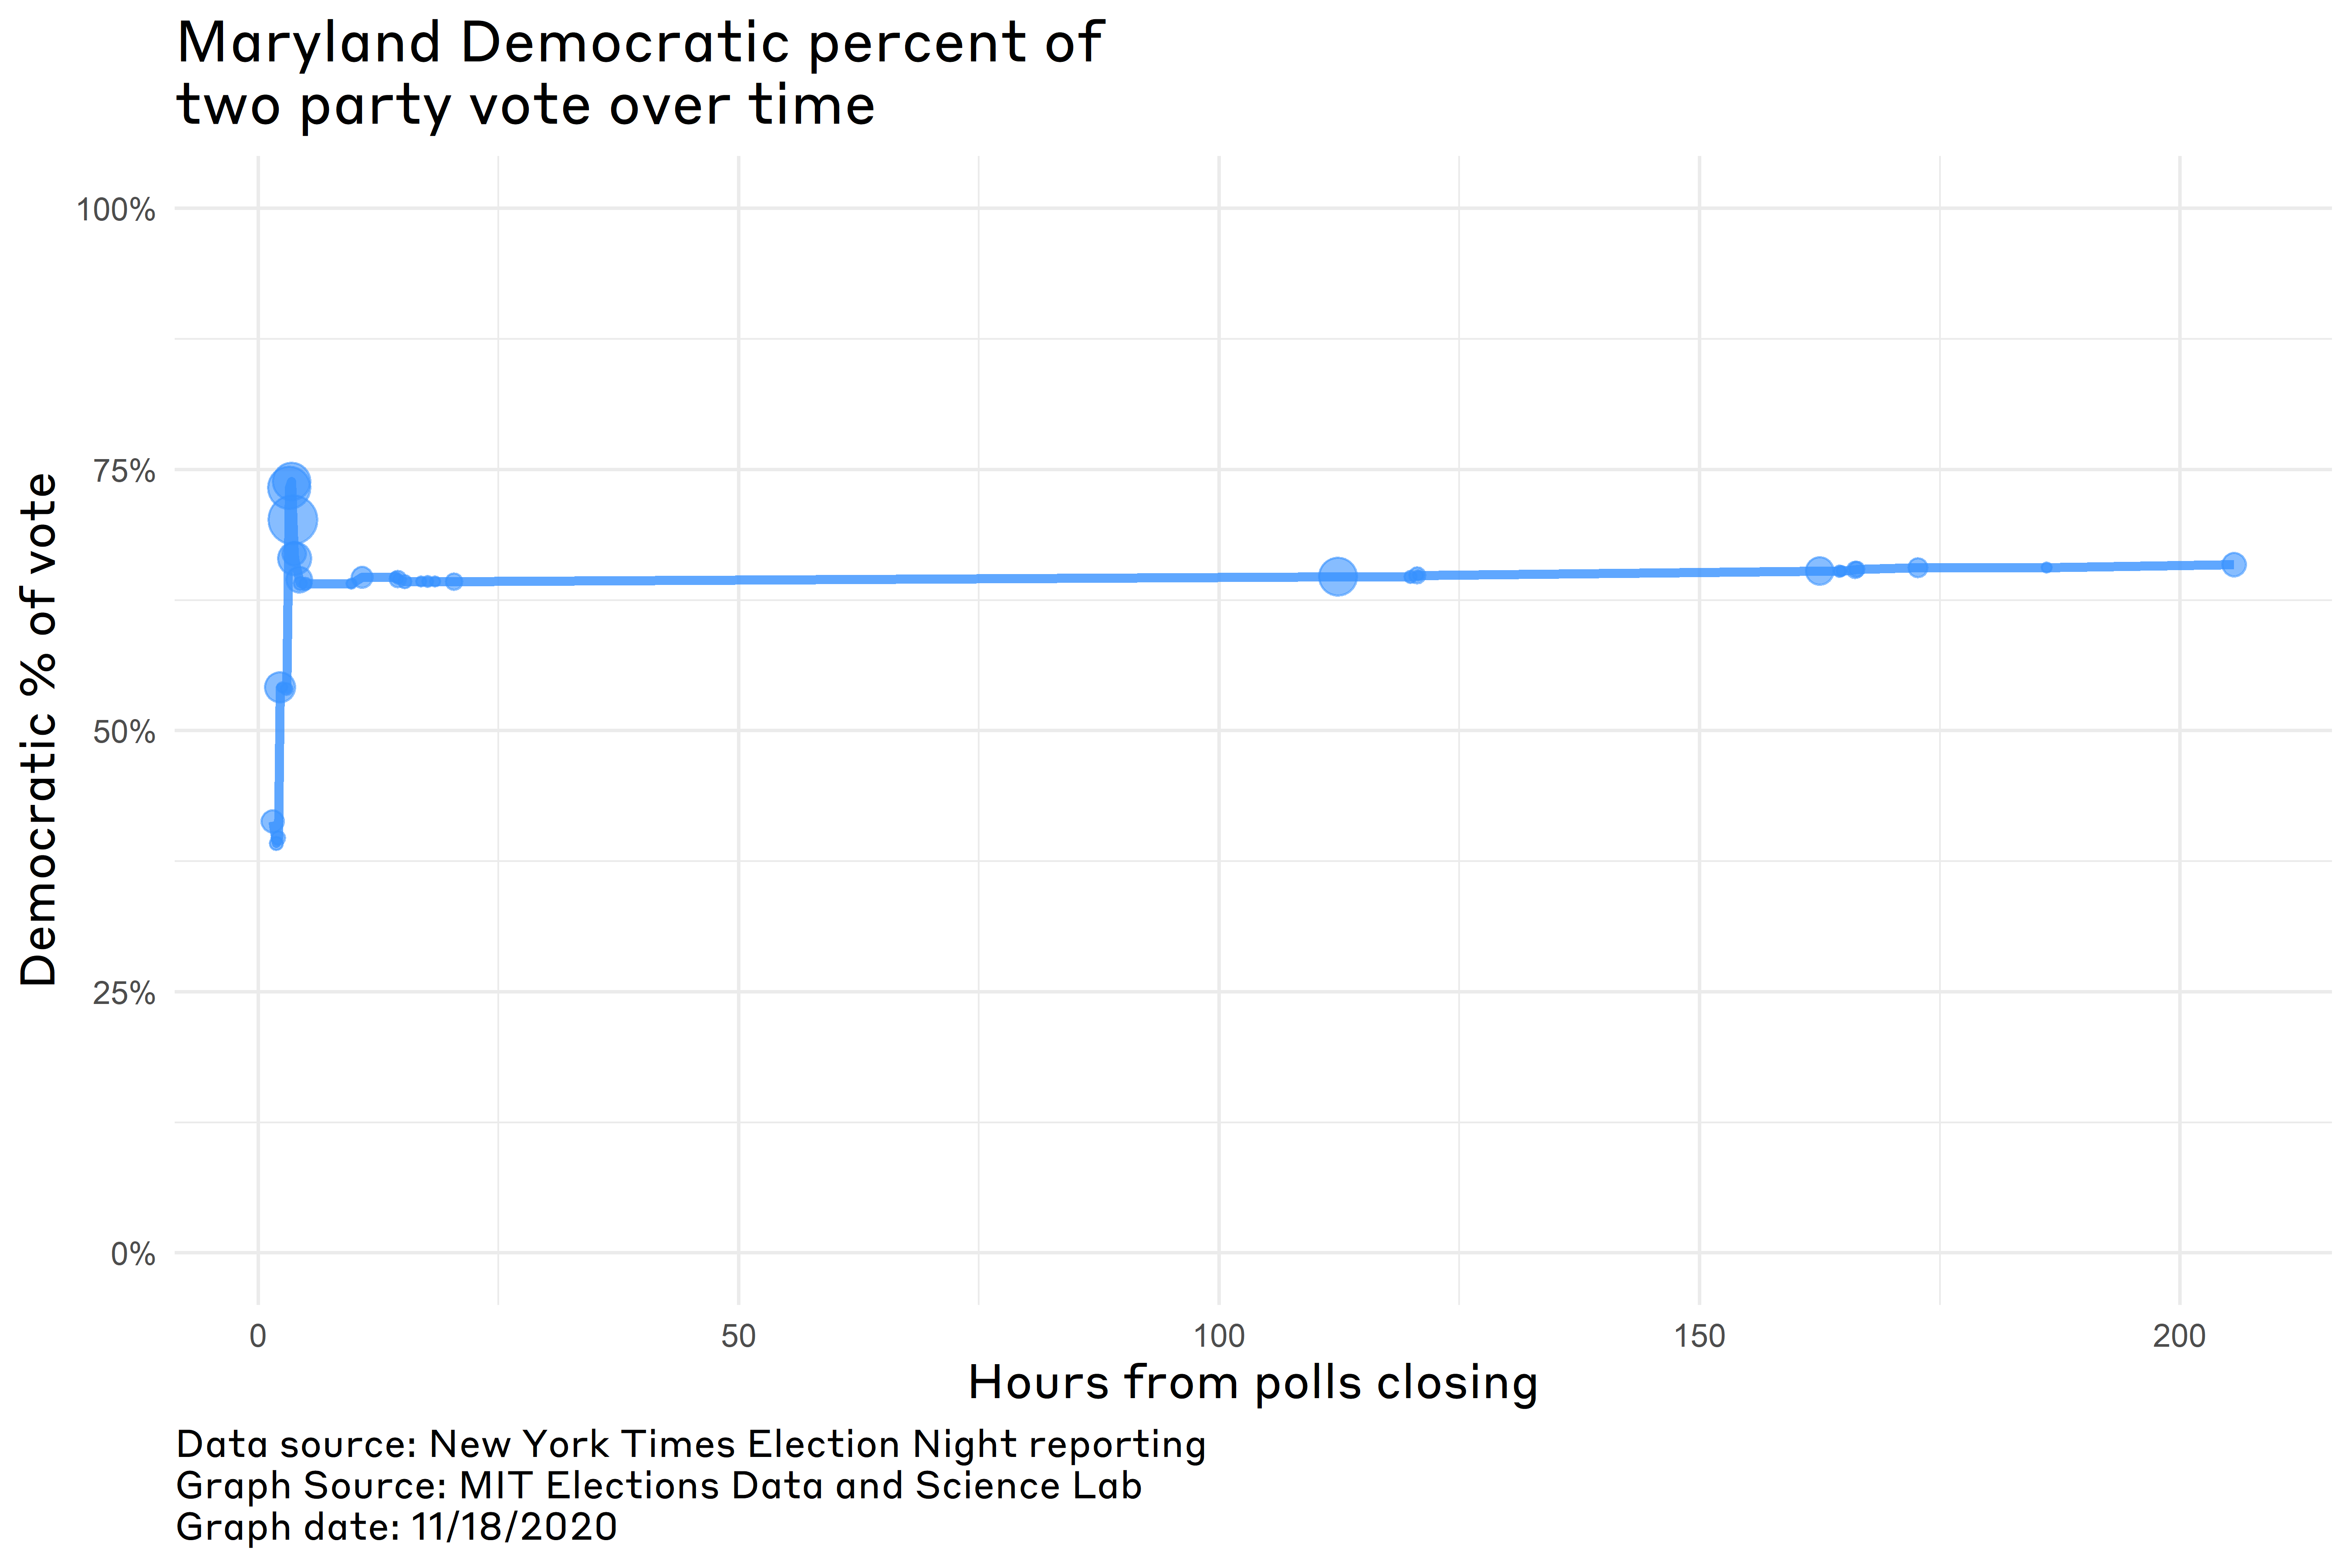 Maryland Democratic percent of
two party vote over time
Democratic % of vote
100%
75%
50%
25%
0%
0 50 100 150 200
Hours from polls closing
Data source: New York Times Election Night reporting
Graph Source: MIT Elections Data and Science Lab
Graph date: 11/18/2020